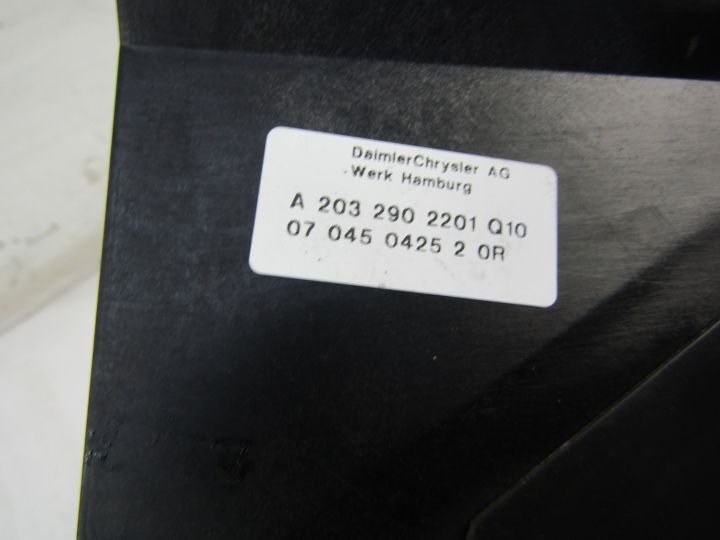 DaimlerChrysler AG
Werk Hamburg
A 203 290 2201 Q10
07 045 0425 2 0R